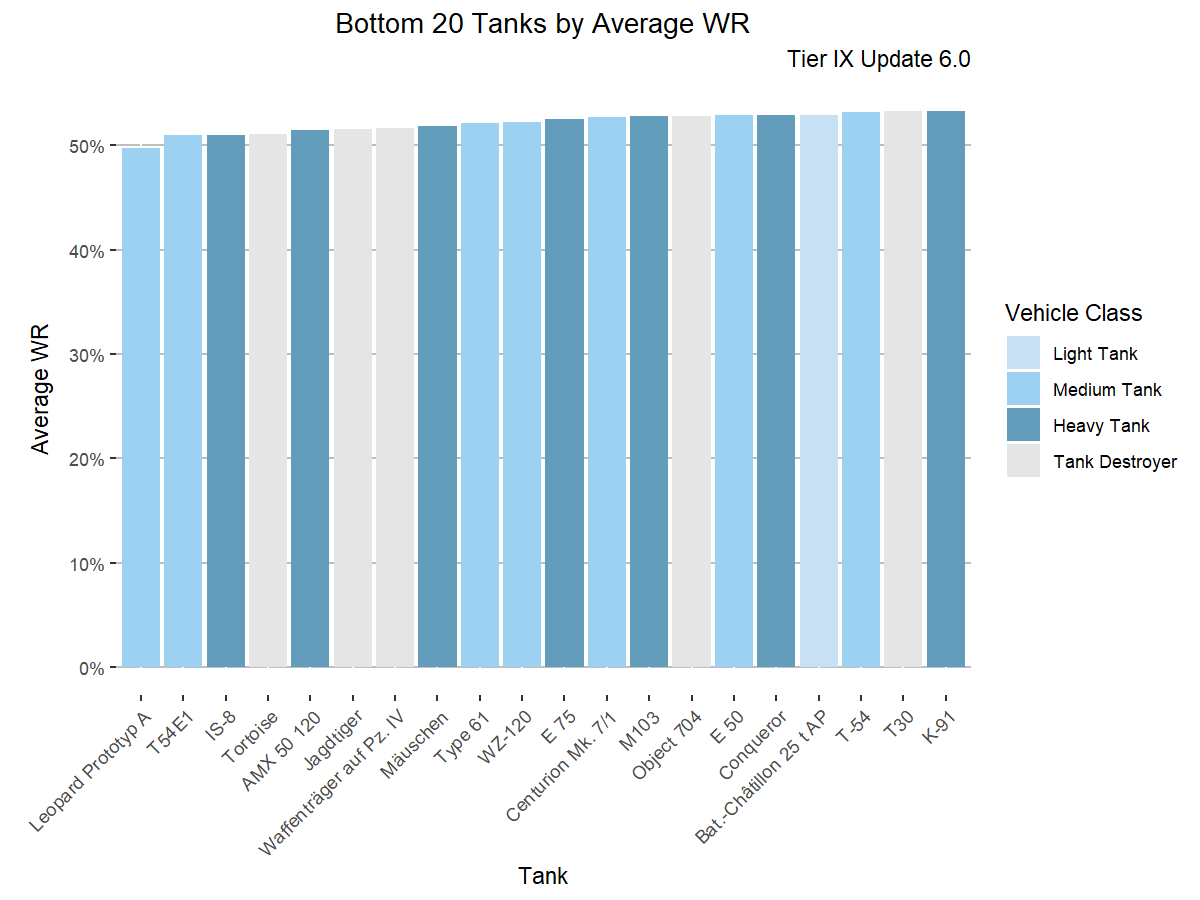 Bottom 20 Tanks by Average WR
Tier IX Update 6.0
Average WR
50%
40%
30%
20%
10%
0%
Leopard Prototyp A
T54E1
IS-8
Tortoise
AMX 50 120
Jagdtiger
Waffenträger auf Pz. IV
Mäuschen
Type 61
WZ-120
E 75
Centurion Mk. 7/1
M103
Object 704
E 50
Conqueror
Bat.-Châtillon 25 t AP
T-54
T30
K-91
Tank
Vehicle Class
Light Tank
Medium Tank
Heavy Tank
Tank Destroyer